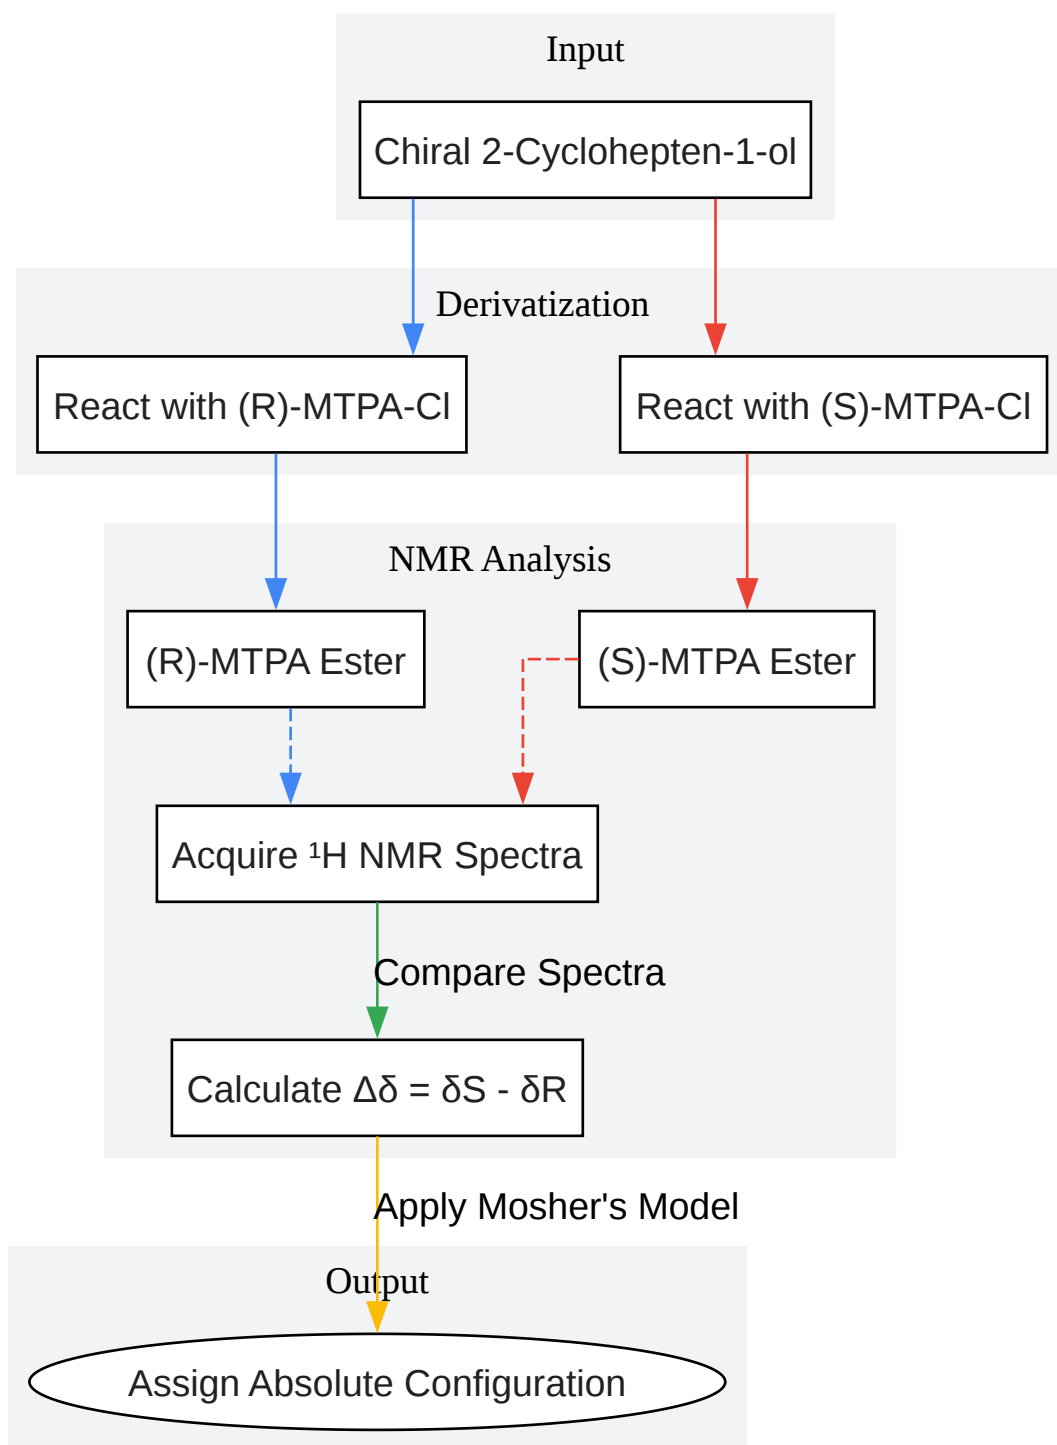 Input
Chiral 2-Cyclohepten-1-ol
Derivatization
React with (R)-MTPA-Cl
React with (S)-MTPA-Cl
NMR Analysis
(R)-MTPA Ester
(S)-MTPA Ester
Acquire ¹H NMR Spectra
Compare Spectra
Calculate Δδ = δS - δR
Apply Mosher's Model
Output
Assign Absolute Configuration